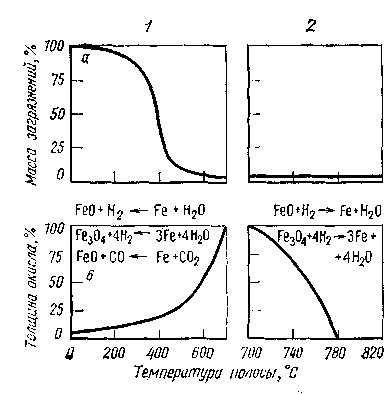 1 2
100
75
50
25
0
Масса загрязнений, %
а
FeO + H₂ ← Fe + H₂O FeO + H₂ → Fe + H₂O
100
75
50
25
0
Толщина окисла, %
Fe₃O₄ + 4H₂ ← 3Fe + 4H₂O
FeO + CO ← Fe + CO₂
б
Fe₃O₄ + 4H₂ → 3Fe +
+ 4H₂O
0 200 400 600 700 740 780 820
Температура полосы, °C